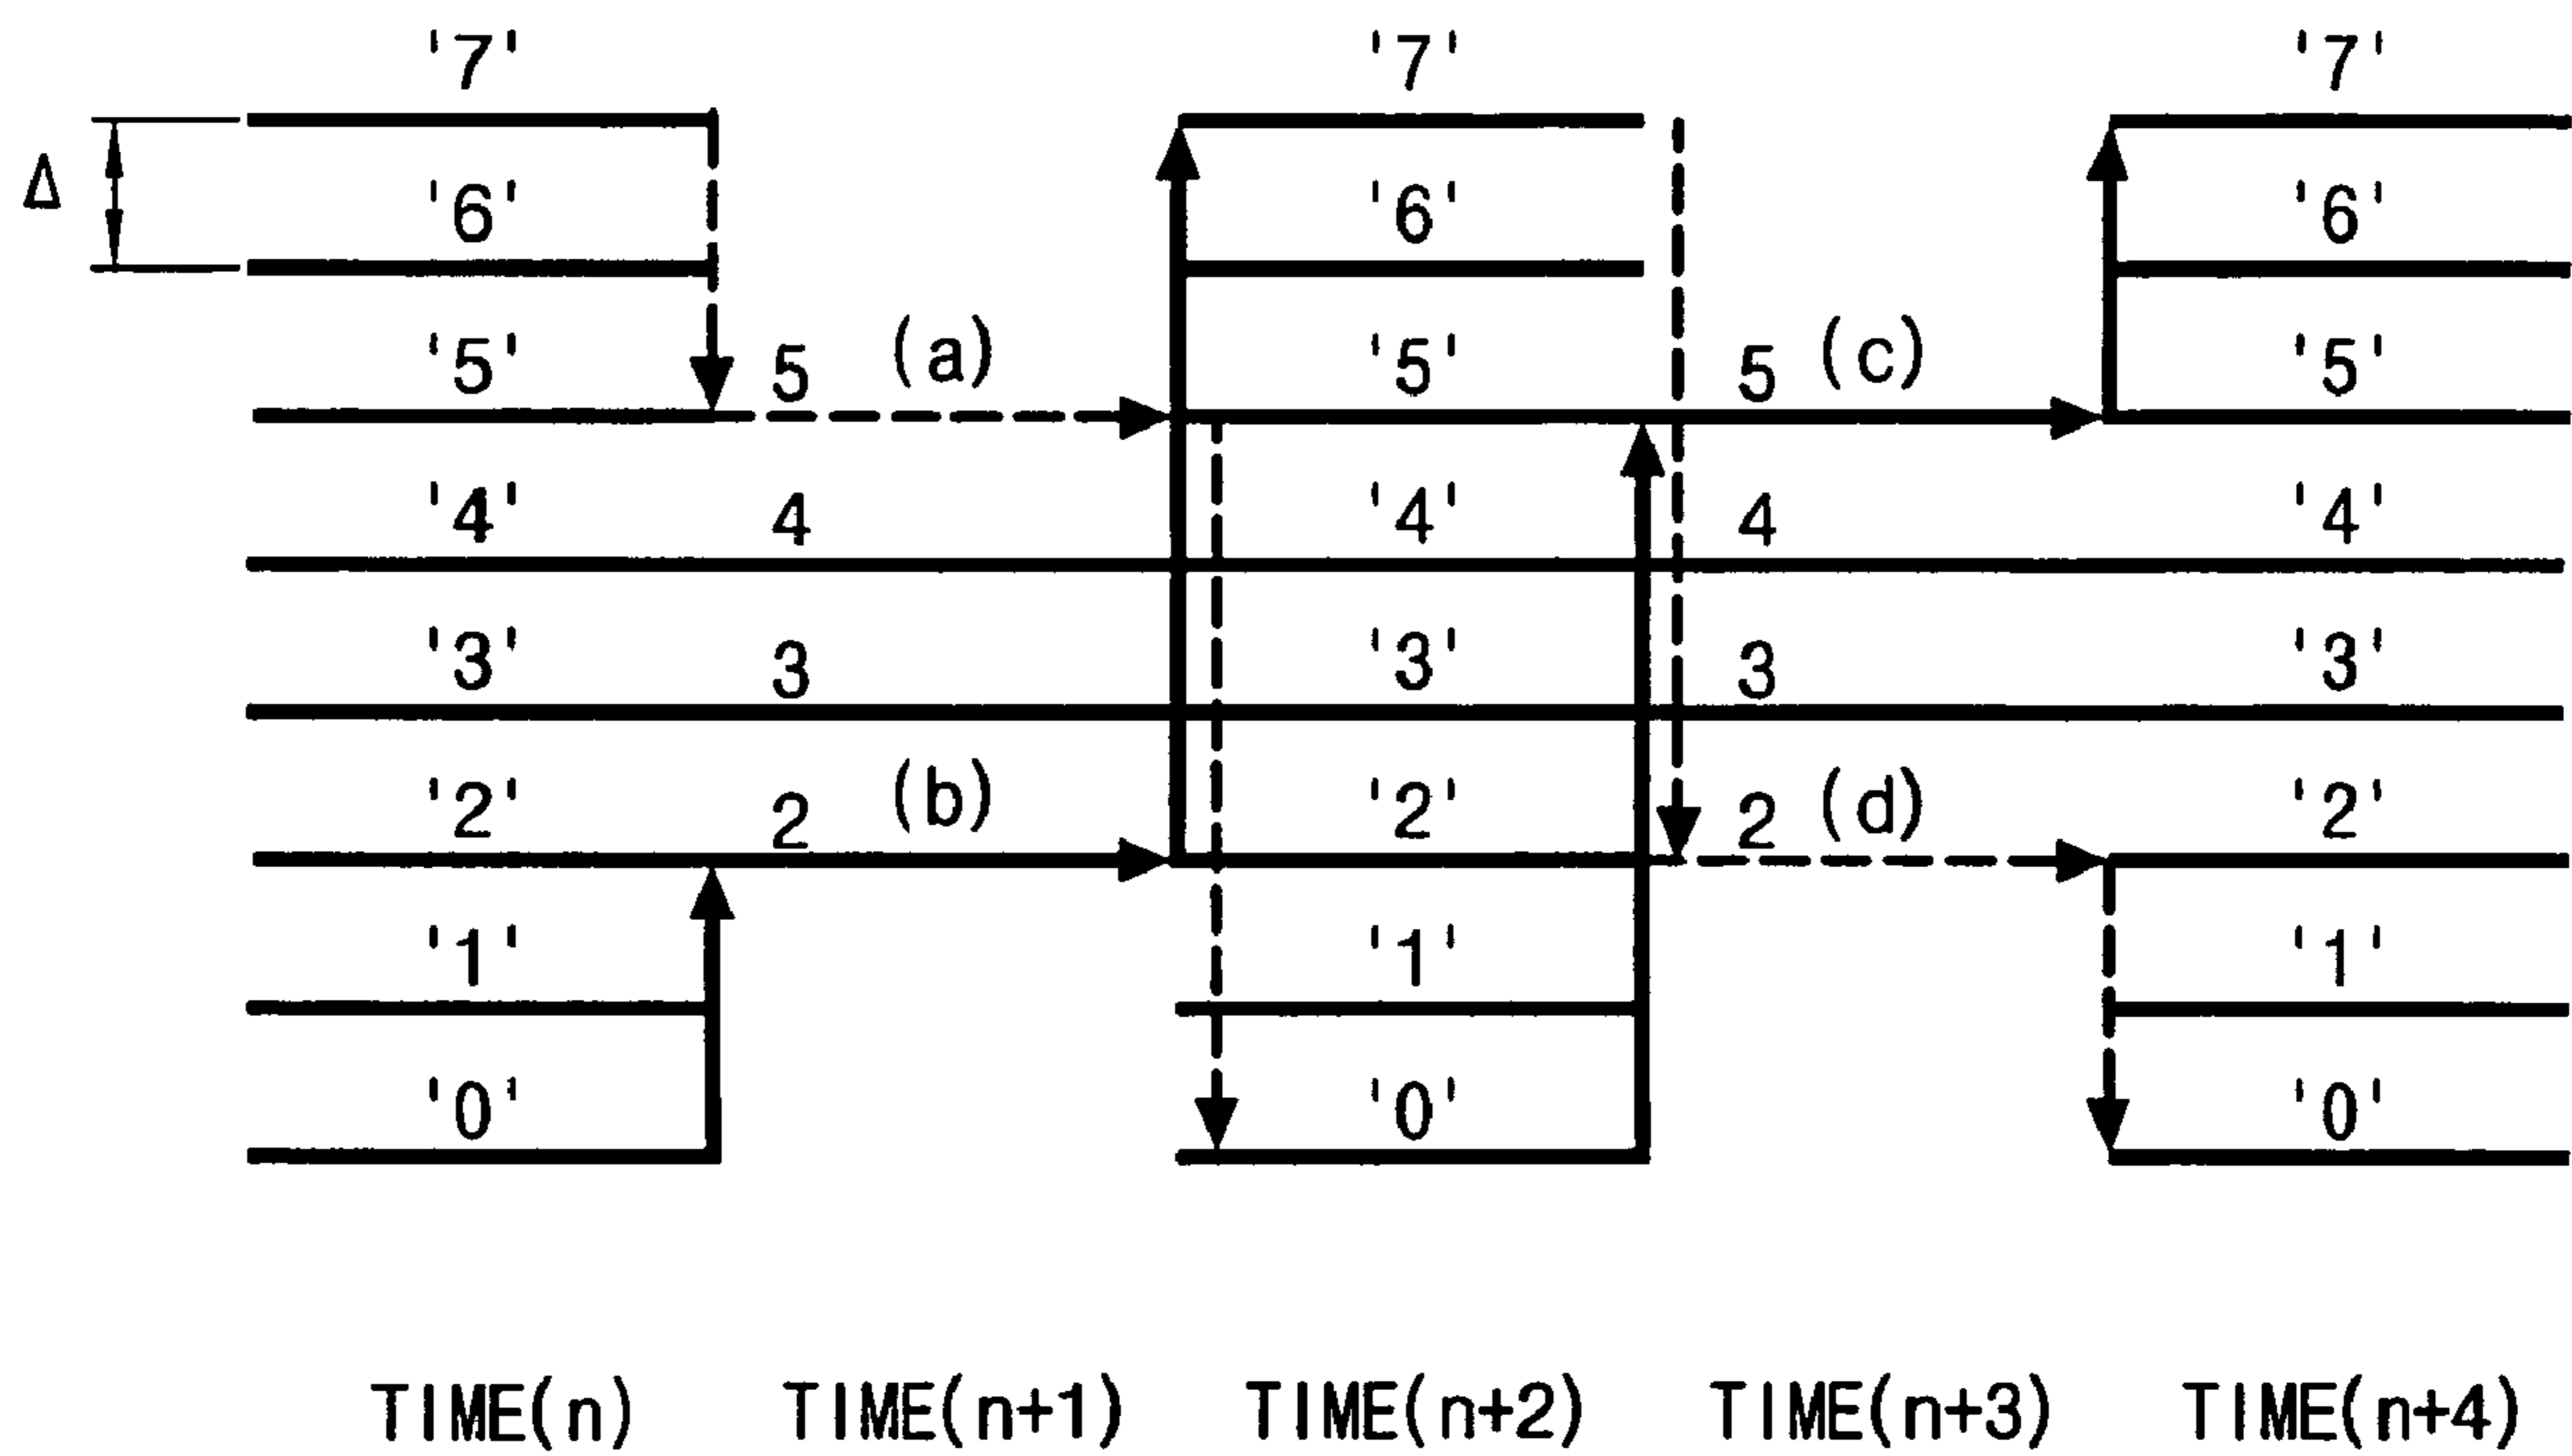 '7' '7' '7'
Δ '6' '6' '6'
'5' 5 (a) '5' 5 (c) '5'
'4' 4 '4' 4 '4'
'3' 3 '3' 3 '3'
'2' 2 (b) '2' 2 (d) '2'
'1' '1' '1'
'0' '0' '0'
TIME(n) TIME(n+1) TIME(n+2) TIME(n+3) TIME(n+4)